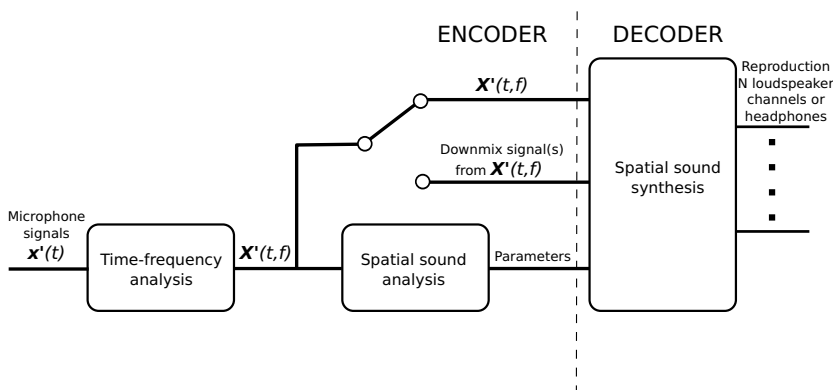 ENCODER
DECODER
X'(t,f)
Reproduction
N loudspeaker
channels or
headphones
Downmix signal(s)
from X'(t,f)
Spatial sound
synthesis
Microphone
signals
x'(t)
Time-frequency
analysis
X'(t,f)
Spatial sound
analysis
Parameters